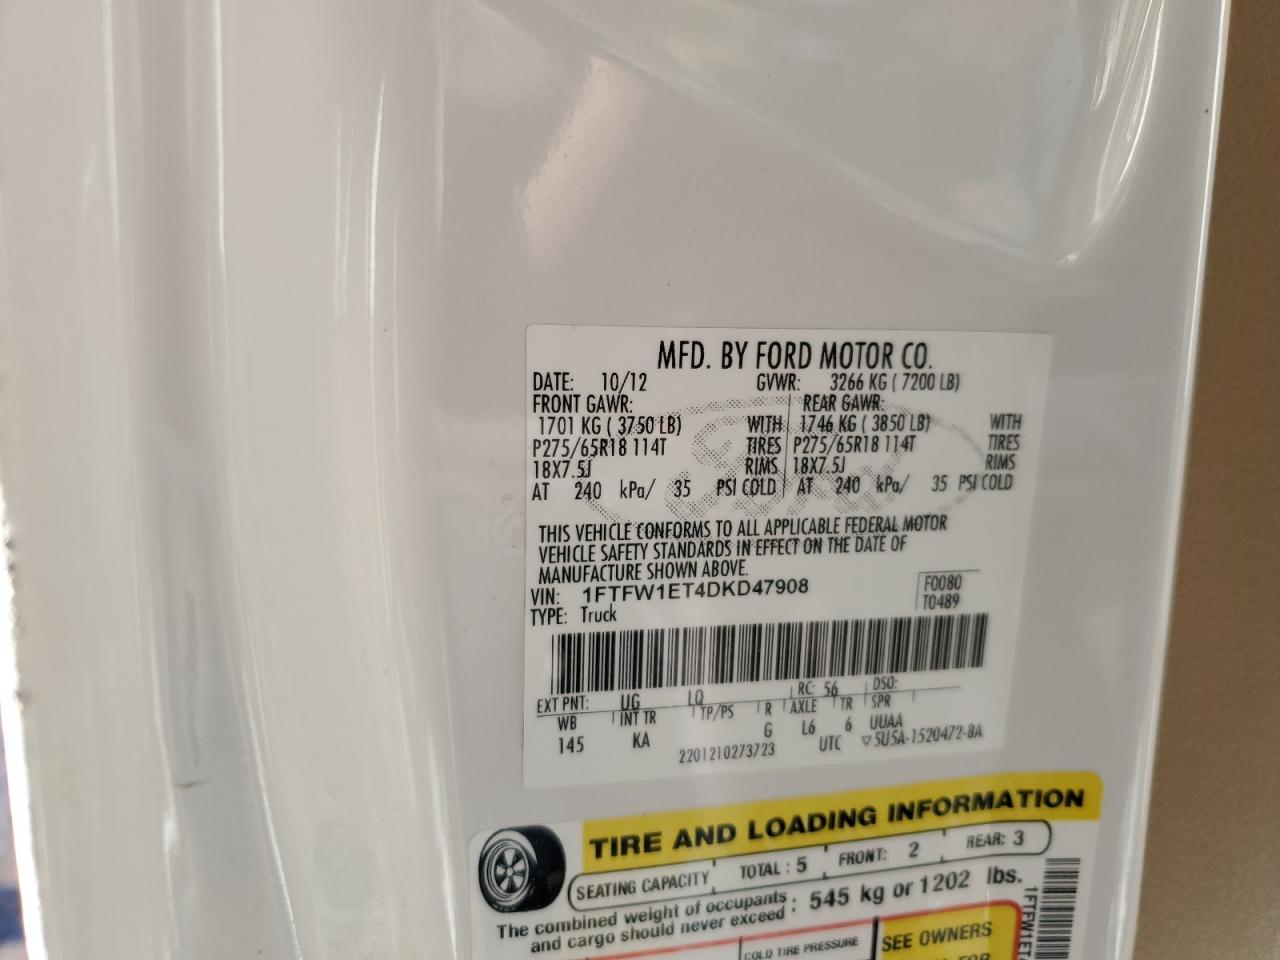 MFD. BY FORD MOTOR CO.
DATE: 10/12 GVWR: 3266 KG ( 7200 LB)
FRONT GAWR: REAR GAWR:
1701 KG ( 3750 LB) WITH 1746 KG ( 3850 LB) WITH
P275/65R18 114T TIRES P275/65R18 114T TIRES
18X7.5J RIMS 18X7.5J RIMS
AT 240 kPa/ 35 PSI COLD AT 240 kPa/ 35 PSI COLD
THIS VEHICLE CONFORMS TO ALL APPLICABLE FEDERAL MOTOR
VEHICLE SAFETY STANDARDS IN EFFECT ON THE DATE OF
MANUFACTURE SHOWN ABOVE.
VIN: 1FTFW1ET4DKD47908 F0080
TYPE: Truck T0489
EXT PNT: UG LQ RC: 56 DSO:
WB INT TR TP/PS R AXLE TR SPR
145 KA G L6 6 UUAA
2201210273723 UTC ▽5U5A-1520472-BA
TIRE AND LOADING INFORMATION
SEATING CAPACITY TOTAL : 5 FRONT: 2 REAR: 3
The combined weight of occupants : 545 kg or 1202 lbs.
and cargo should never exceed
COLD TIRE PRESSURE SEE OWNERS
FOR
1FTFW1ET